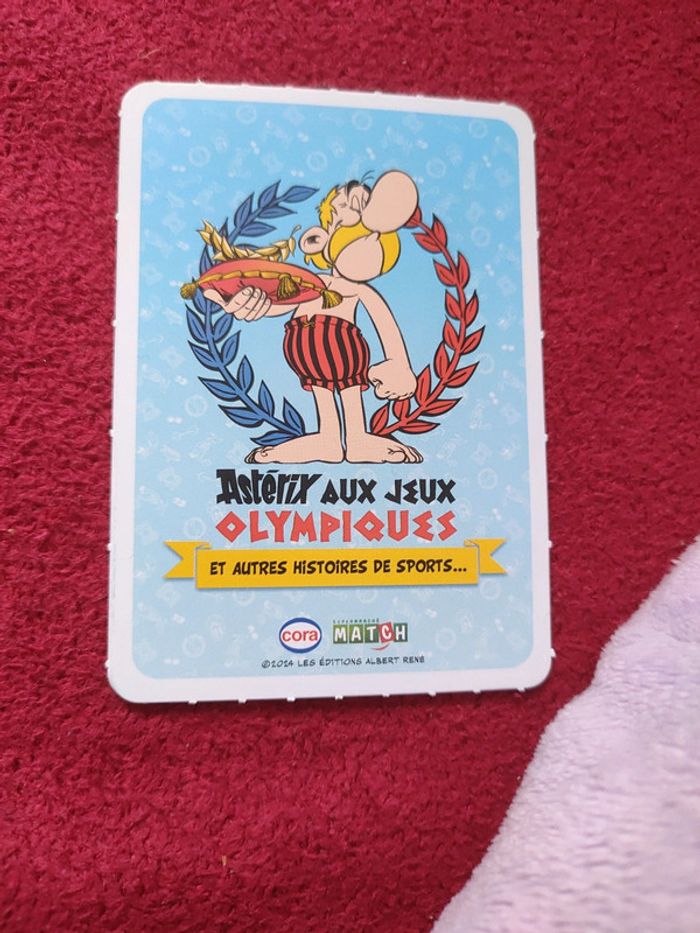 Astérix AUX JEUX
OLYMPIQUES
ET AUTRES HISTOIRES DE SPORTS...
cora
SUPERMARCHÉ
MATCH
©2024 LES ÉDITIONS ALBERT RENÉ